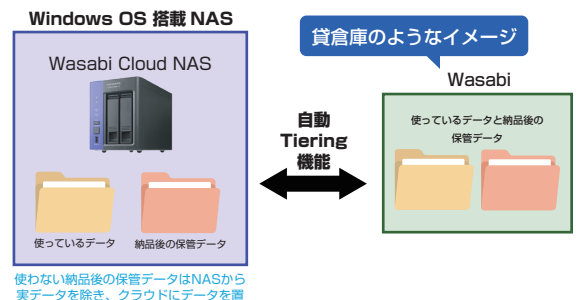 Windows OS 搭載 NAS
Wasabi Cloud NAS
使っているデータ
納品後の保管データ
使わない納品後の保管データはNASから
実データを除き、クラウドにデータを置
自動
Tiering
機能
貸倉庫のようなイメージ
Wasabi
使っているデータと納品後の
保管データ